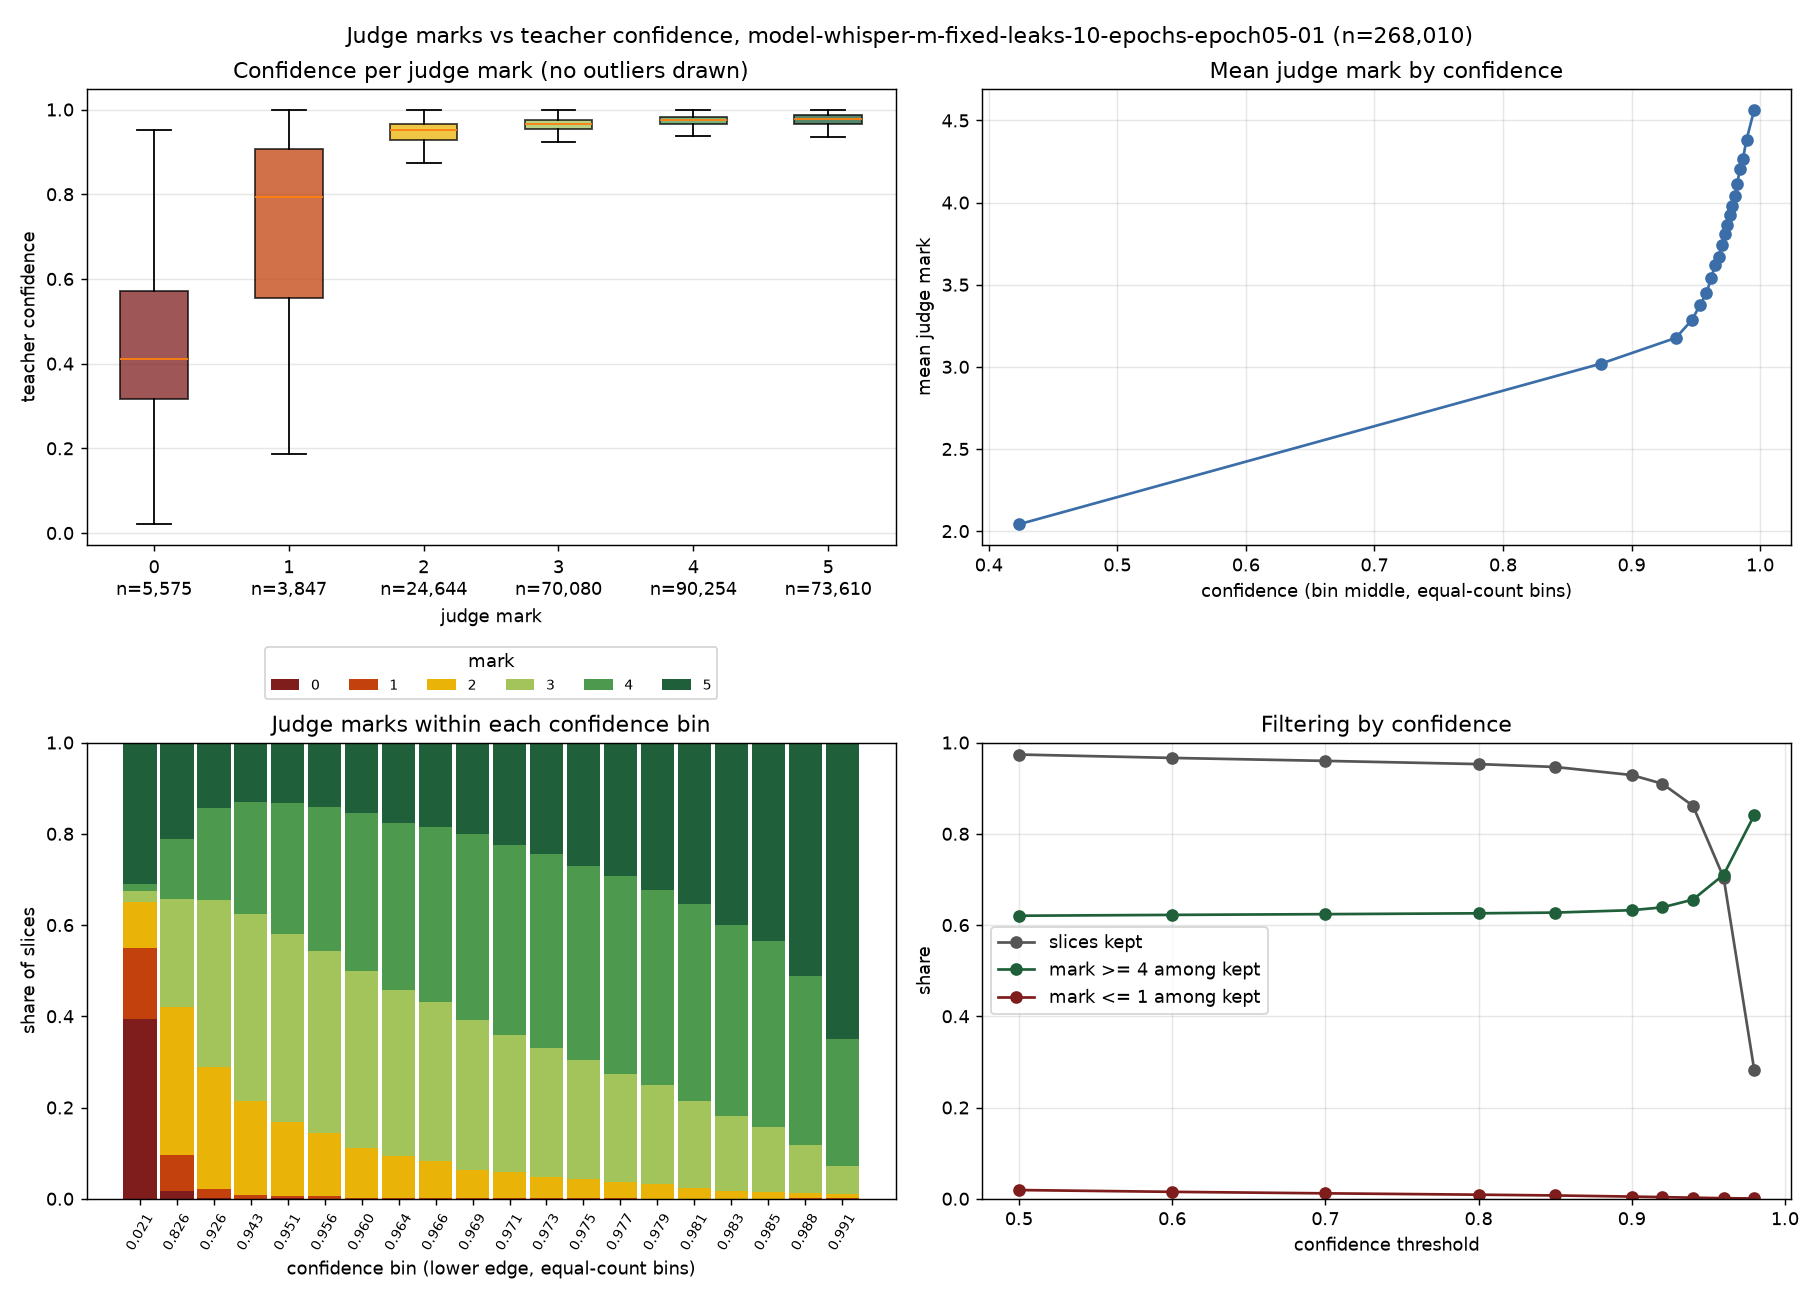 Judge marks vs teacher confidence, model-whisper-m-fixed-leaks-10-epochs-epoch05-01 (n=268,010)
Confidence per judge mark (no outliers drawn)
teacher confidence
1.0
0.8
0.6
0.4
0.2
0.0
0 1 2 3 4 5
n=5,575 n=3,847 n=24,644 n=70,080 n=90,254 n=73,610
judge mark
Mean judge mark by confidence
mean judge mark
4.5
4.0
3.5
3.0
2.5
2.0
0.4 0.5 0.6 0.7 0.8 0.9 1.0
confidence (bin middle, equal-count bins)
mark
0 1 2 3 4 5
Judge marks within each confidence bin
share of slices
1.0
0.8
0.6
0.4
0.2
0.0
0.021 0.826 0.926 0.943 0.951 0.956 0.960 0.964 0.966 0.969 0.971 0.973 0.975 0.977 0.979 0.981 0.983 0.985 0.988 0.991
confidence bin (lower edge, equal-count bins)
Filtering by confidence
share
1.0
0.8
0.6
0.4
0.2
0.0
slices kept
mark >= 4 among kept
mark <= 1 among kept
0.5 0.6 0.7 0.8 0.9 1.0
confidence threshold